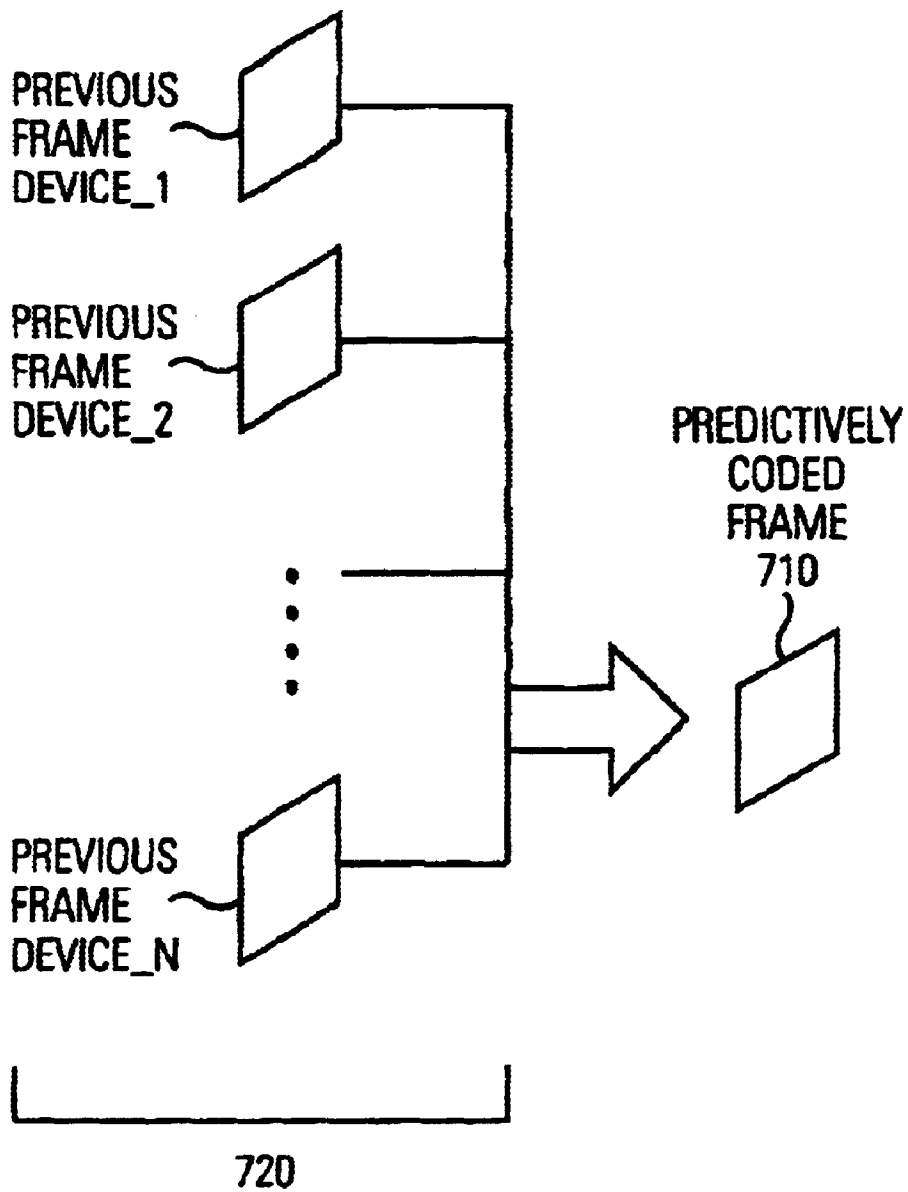 PREVIOUS
FRAME
DEVICE_1
PREVIOUS
FRAME
DEVICE_2
PREDICTIVELY
CODED
FRAME
710
PREVIOUS
FRAME
DEVICE_N
720